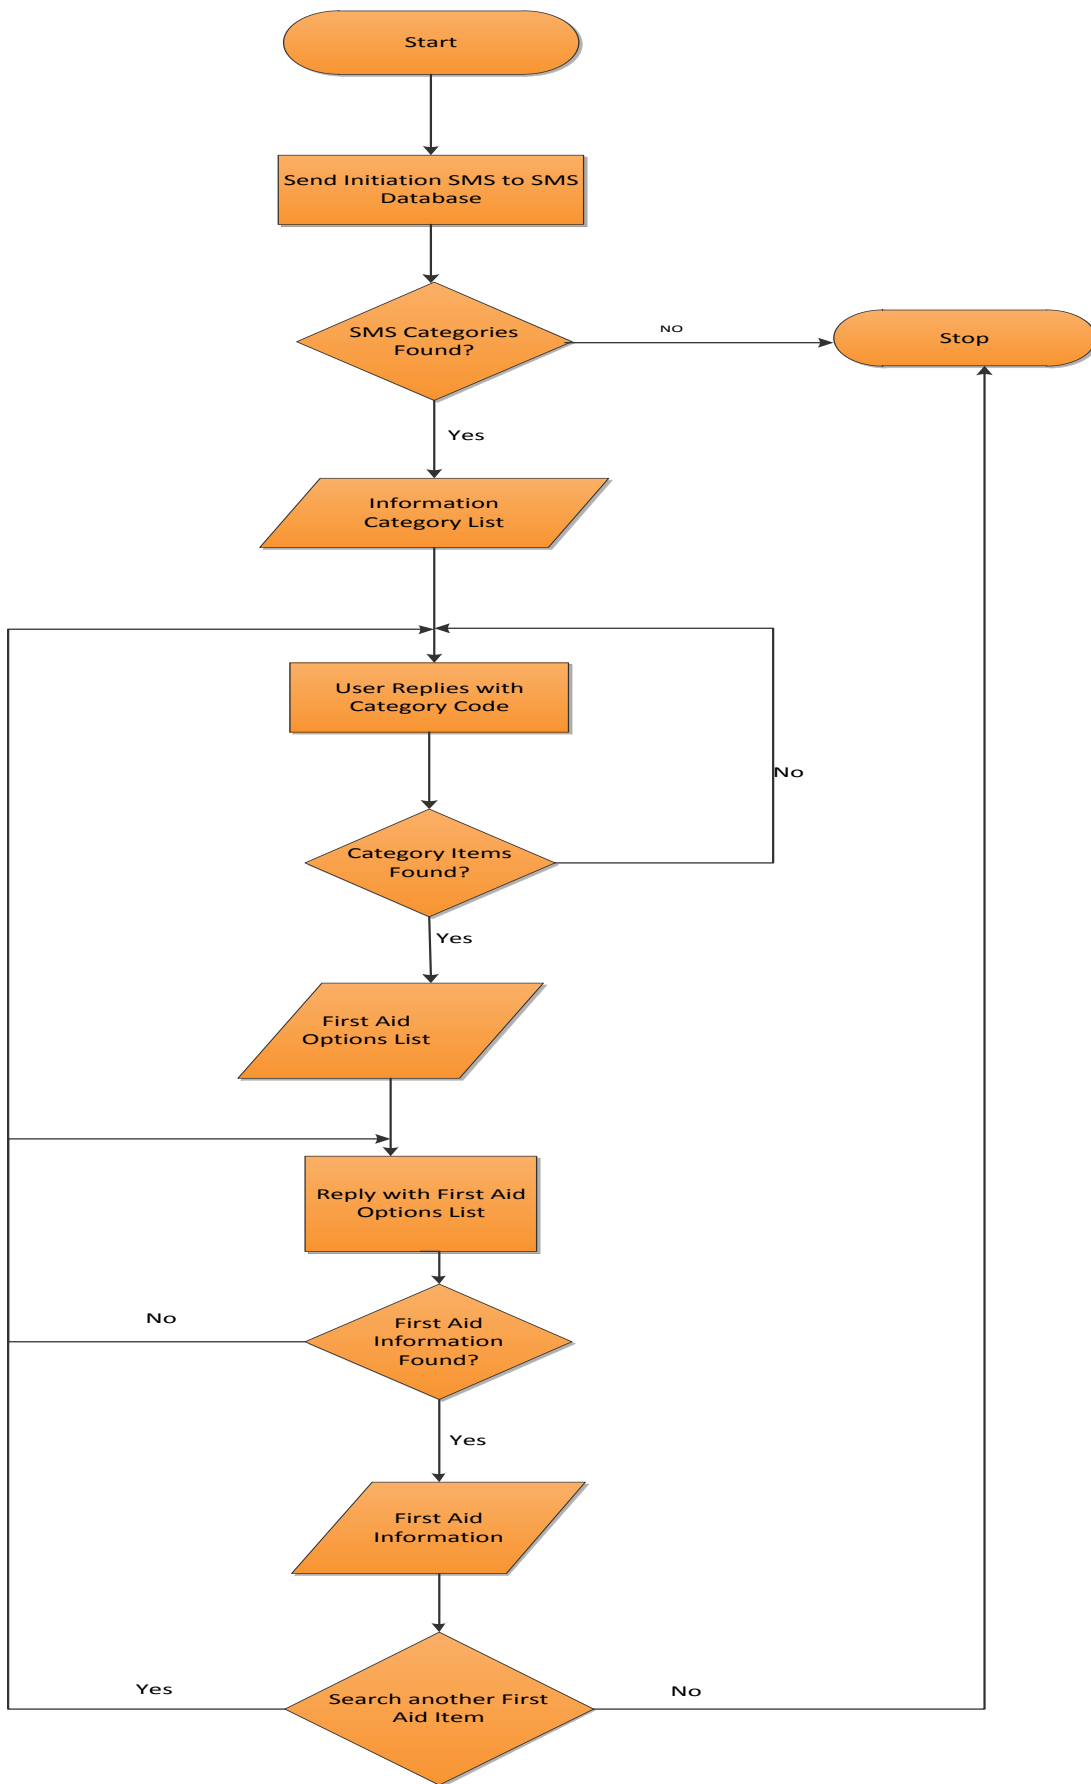 Start
Send Initiation SMS to SMS
Database
SMS Categories
Found?
NO
Stop
Yes
Information
Category List
User Replies with
Category Code
No
Category Items
Found?
Yes
First Aid
Options List
Reply with First Aid
Options List
No
First Aid
Information
Found?
Yes
First Aid
Information
Yes
Search another First
Aid Item
No